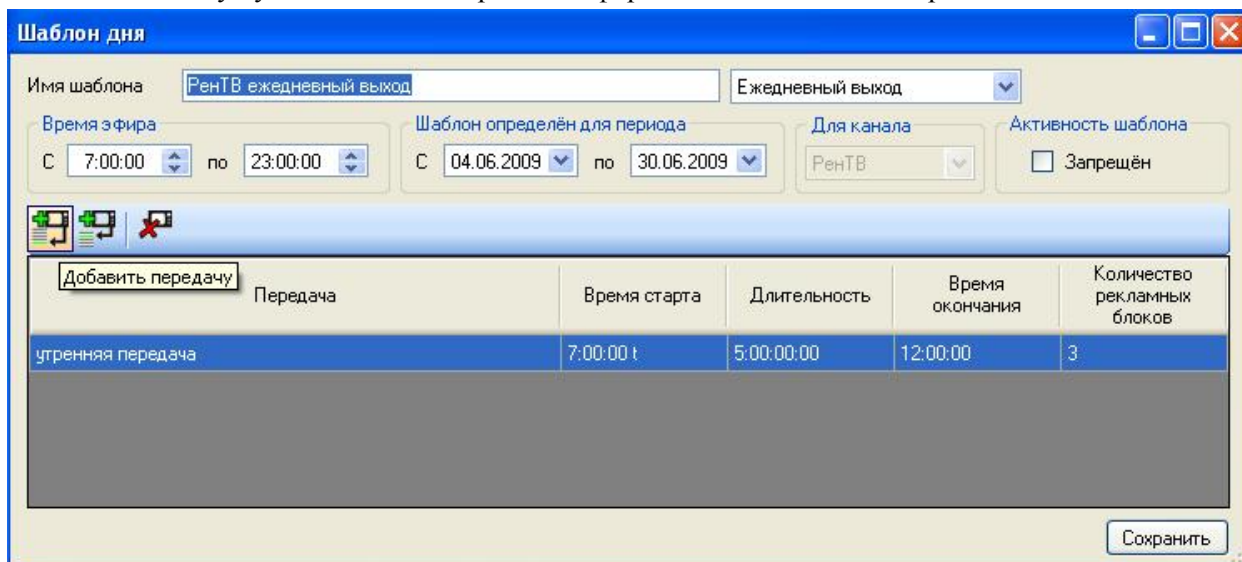 Шаблон дня
Имя шаблона РенТВ ежедневный выход Ежедневный выход
Время эфира Шаблон определён для периода Для канала Активность шаблона
С 7:00:00 по 23:00:00 С 04.06.2009 по 30.06.2009 РенТВ Запрещён
Добавить передачу
Передача Время старта Длительность Время окончания Количество рекламных блоков
утренняя передача 7:00:00 t 5:00:00:00 12:00:00 3
Сохранить